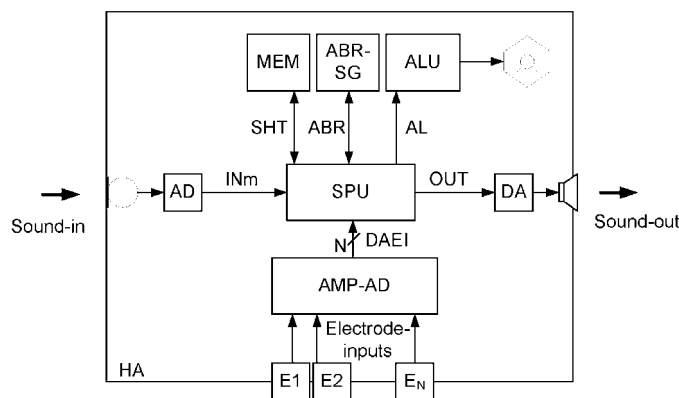 MEM
ABR-
SG
ALU
SHT
ABR
AL
Sound-in
AD
INm
SPU
OUT
DA
Sound-out
N
DAEI
AMP-AD
Electrode-
inputs
HA
E1
E2
EN